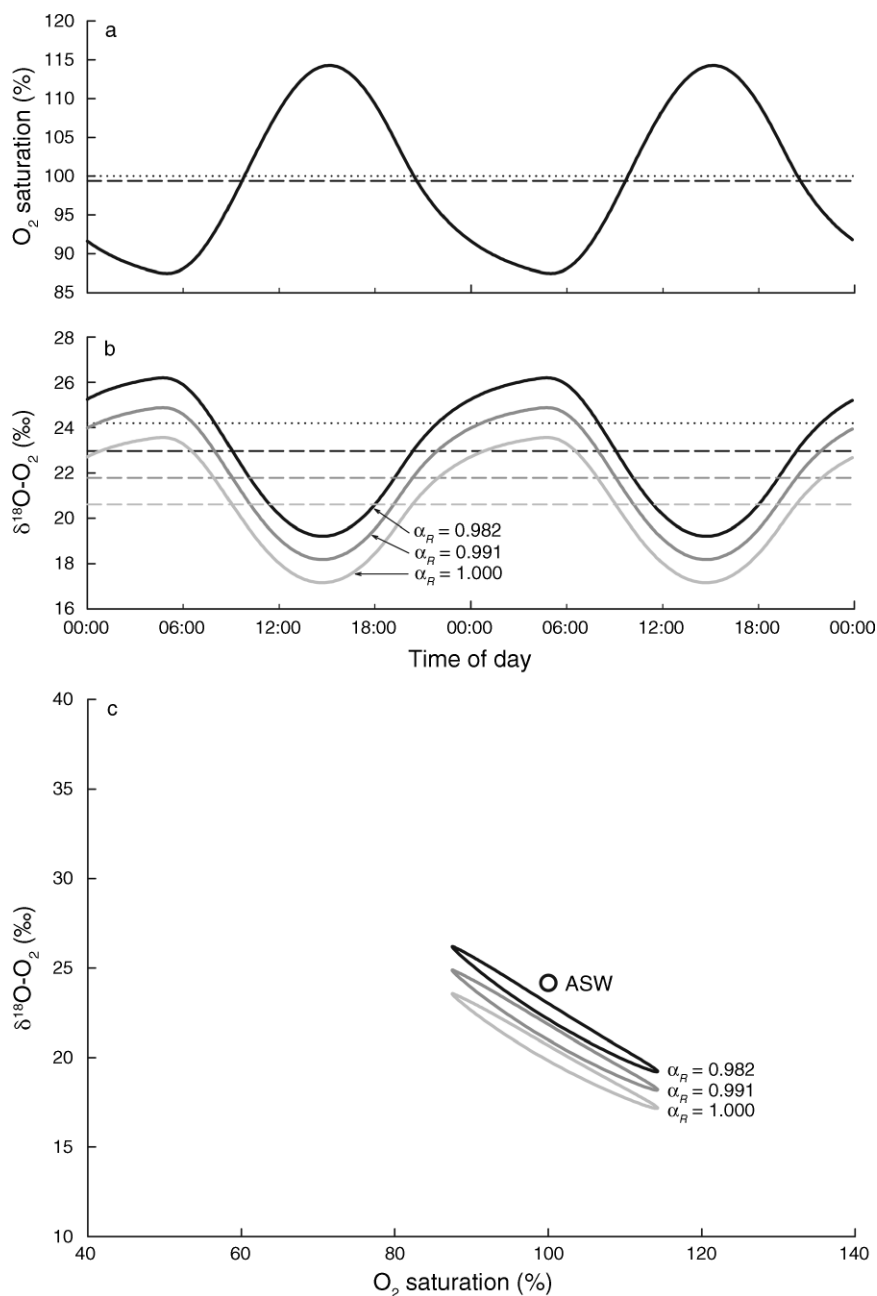 a
O2 saturation (%)
120
115
110
105
100
95
90
85
b
δ18O-O2 (‰)
28
26
24
22
20
18
16
αR = 0.982
αR = 0.991
αR = 1.000
00:00 06:00 12:00 18:00 00:00 06:00 12:00 18:00 00:00
Time of day
c
δ18O-O2 (‰)
40
35
30
25
20
15
10
ASW
αR = 0.982
αR = 0.991
αR = 1.000
40 60 80 100 120 140
O2 saturation (%)